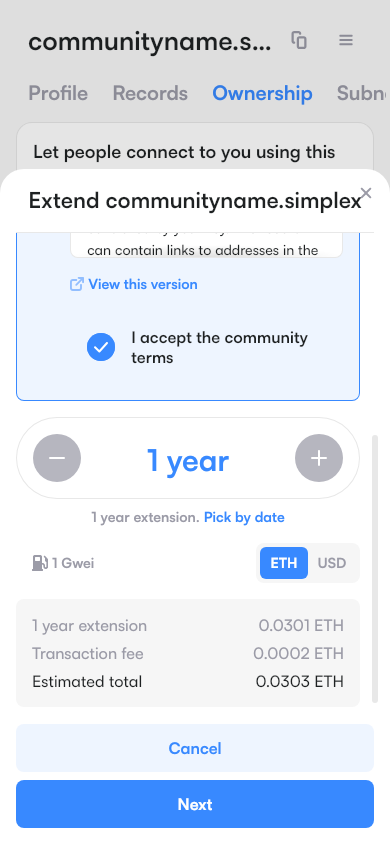 communityname.s...
Profile Records Ownership Subn
Let people connect to you using this
Extend communityname.simplex
can contain links to addresses in the
View this version
I accept the community
terms
1 year
1 year extension. Pick by date
1 Gwei ETH USD
1 year extension 0.0301 ETH
Transaction fee 0.0002 ETH
Estimated total 0.0303 ETH
Cancel
Next